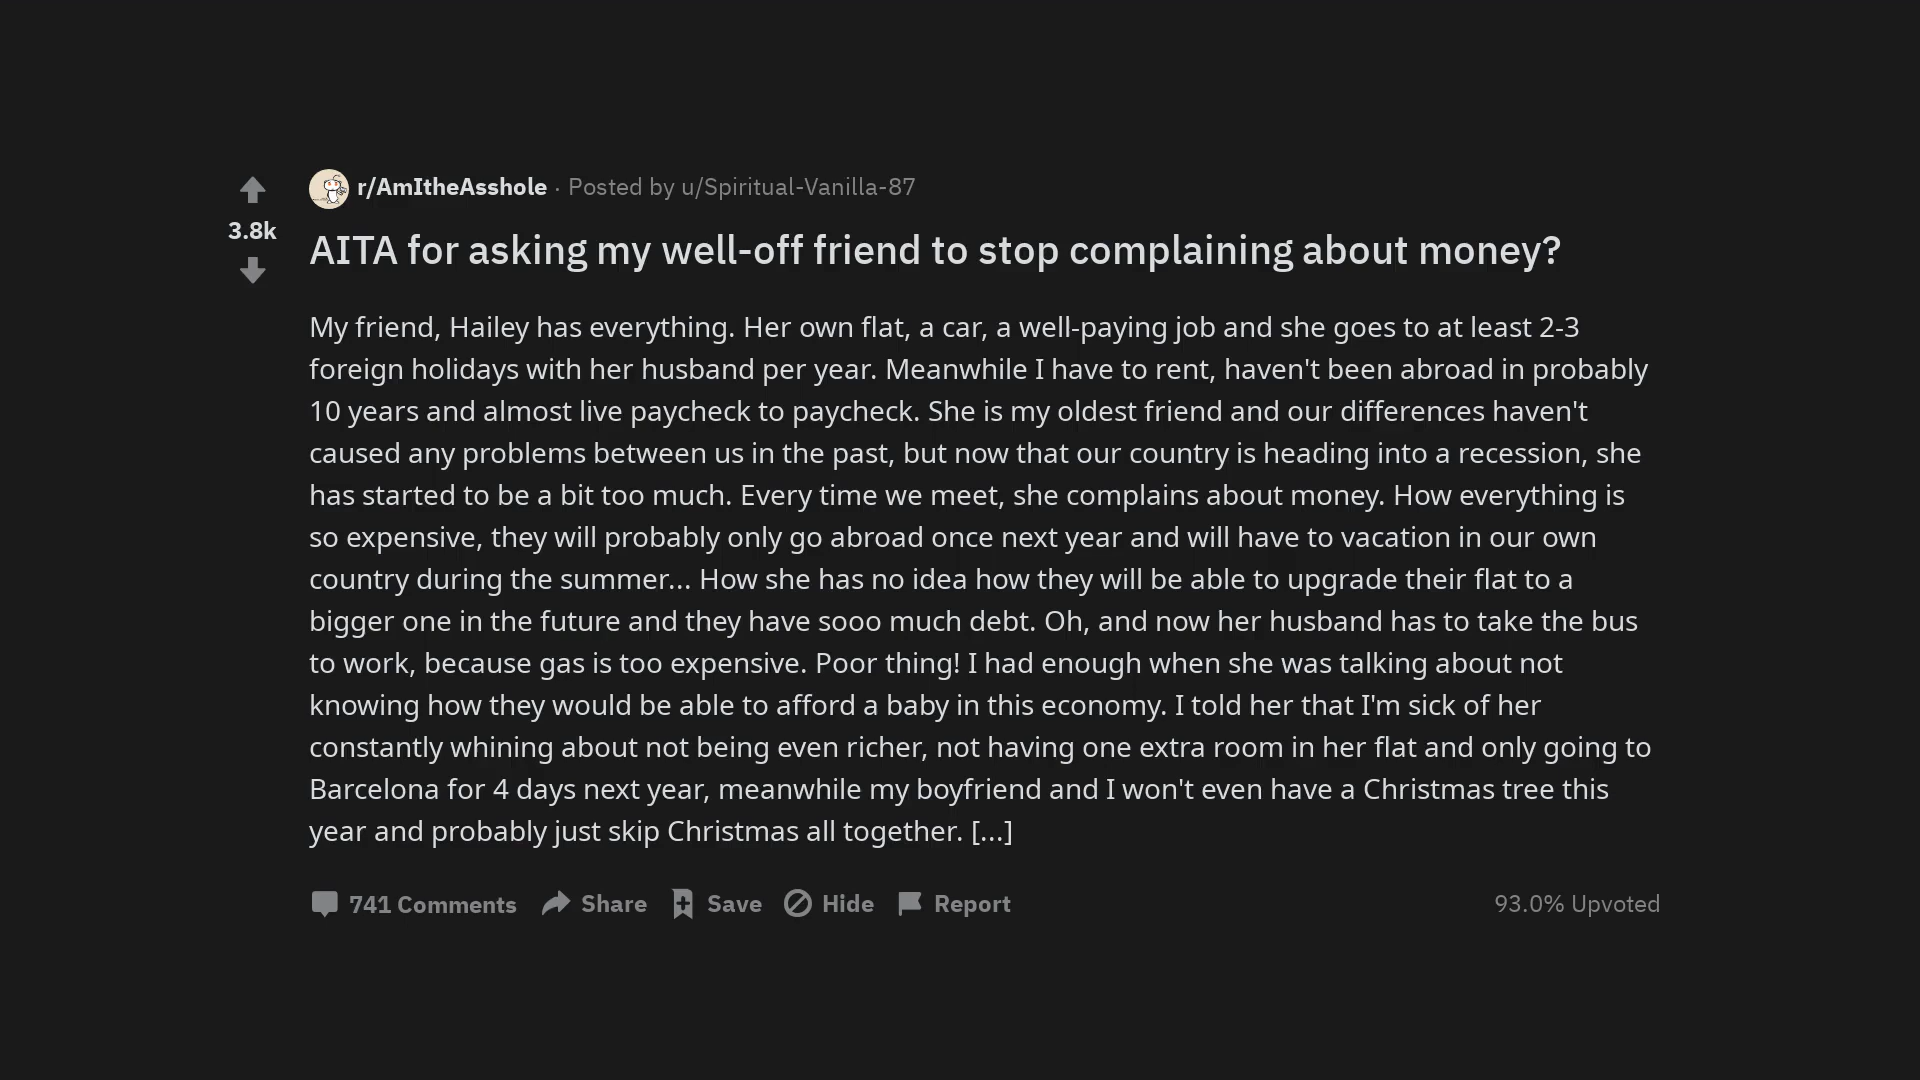 r/AmItheAsshole · Posted by u/Spiritual-Vanilla-87
3.8k
AITA for asking my well-off friend to stop complaining about money?
My friend, Hailey has everything. Her own flat, a car, a well-paying job and she goes to at least 2-3
foreign holidays with her husband per year. Meanwhile I have to rent, haven't been abroad in probably
10 years and almost live paycheck to paycheck. She is my oldest friend and our differences haven't
caused any problems between us in the past, but now that our country is heading into a recession, she
has started to be a bit too much. Every time we meet, she complains about money. How everything is
so expensive, they will probably only go abroad once next year and will have to vacation in our own
country during the summer... How she has no idea how they will be able to upgrade their flat to a
bigger one in the future and they have sooo much debt. Oh, and now her husband has to take the bus
to work, because gas is too expensive. Poor thing! I had enough when she was talking about not
knowing how they would be able to afford a baby in this economy. I told her that I'm sick of her
constantly whining about not being even richer, not having one extra room in her flat and only going to
Barcelona for 4 days next year, meanwhile my boyfriend and I won't even have a Christmas tree this
year and probably just skip Christmas all together. [...]
741 Comments Share Save Hide Report 93.0% Upvoted